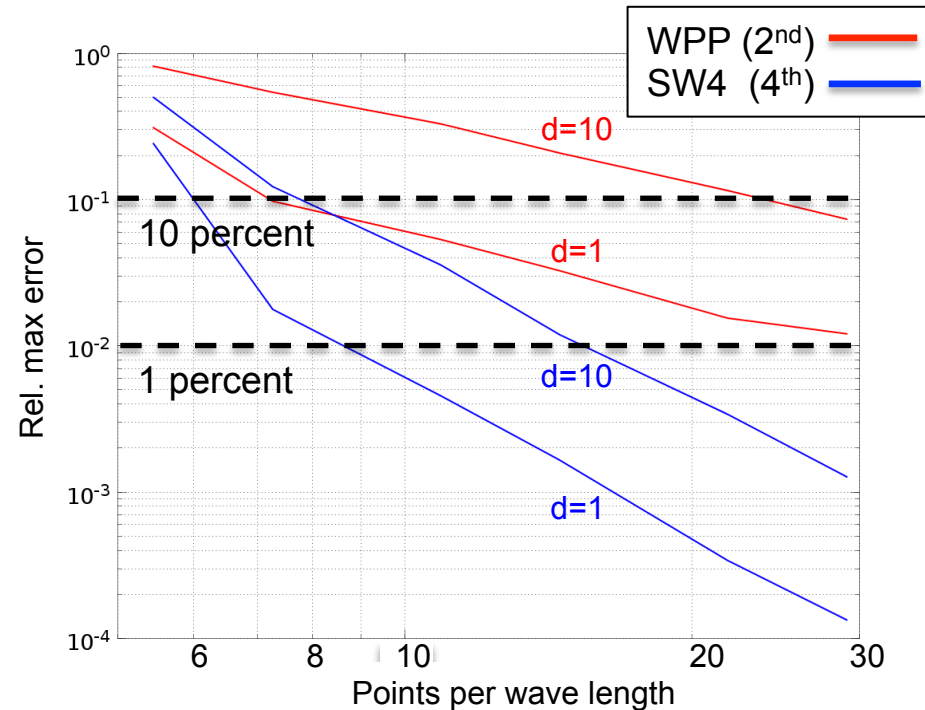 WPP (2nd)
SW4 (4th)
10^0
10^-1
10^-2
10^-3
10^-4
Rel. max error
d=10
10 percent
d=1
1 percent
d=10
d=1
6 8 10 20 30
Points per wave length